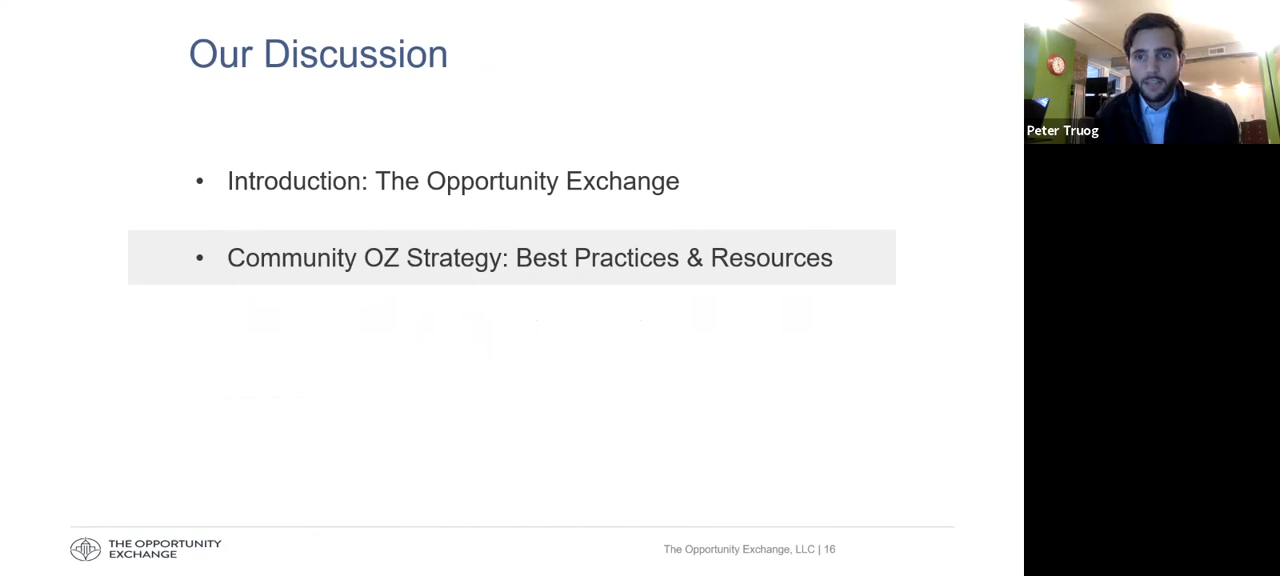 Our Discussion
• Introduction: The Opportunity Exchange
• Community OZ Strategy: Best Practices & Resources
THE OPPORTUNITY
EXCHANGE
The Opportunity Exchange, LLC | 16
Peter Truog